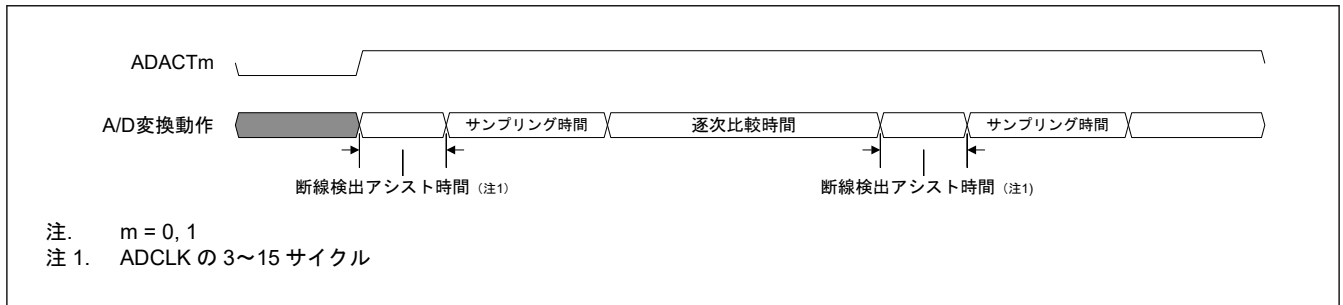 ADACTm
A/D変換動作
サンプリング時間
逐次比較時間
サンプリング時間
断線検出アシスト時間（注1）
断線検出アシスト時間（注1)
注. m = 0, 1
注 1. ADCLK の 3～15 サイクル